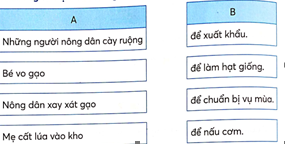 A
Những người nông dân cày ruộng
Bé vo gạo
Nông dân xay xát gạo
Mẹ cất lúa vào kho
B
để xuất khẩu.
để làm hạt giống.
để chuẩn bị vụ mùa.
để nấu cơm.